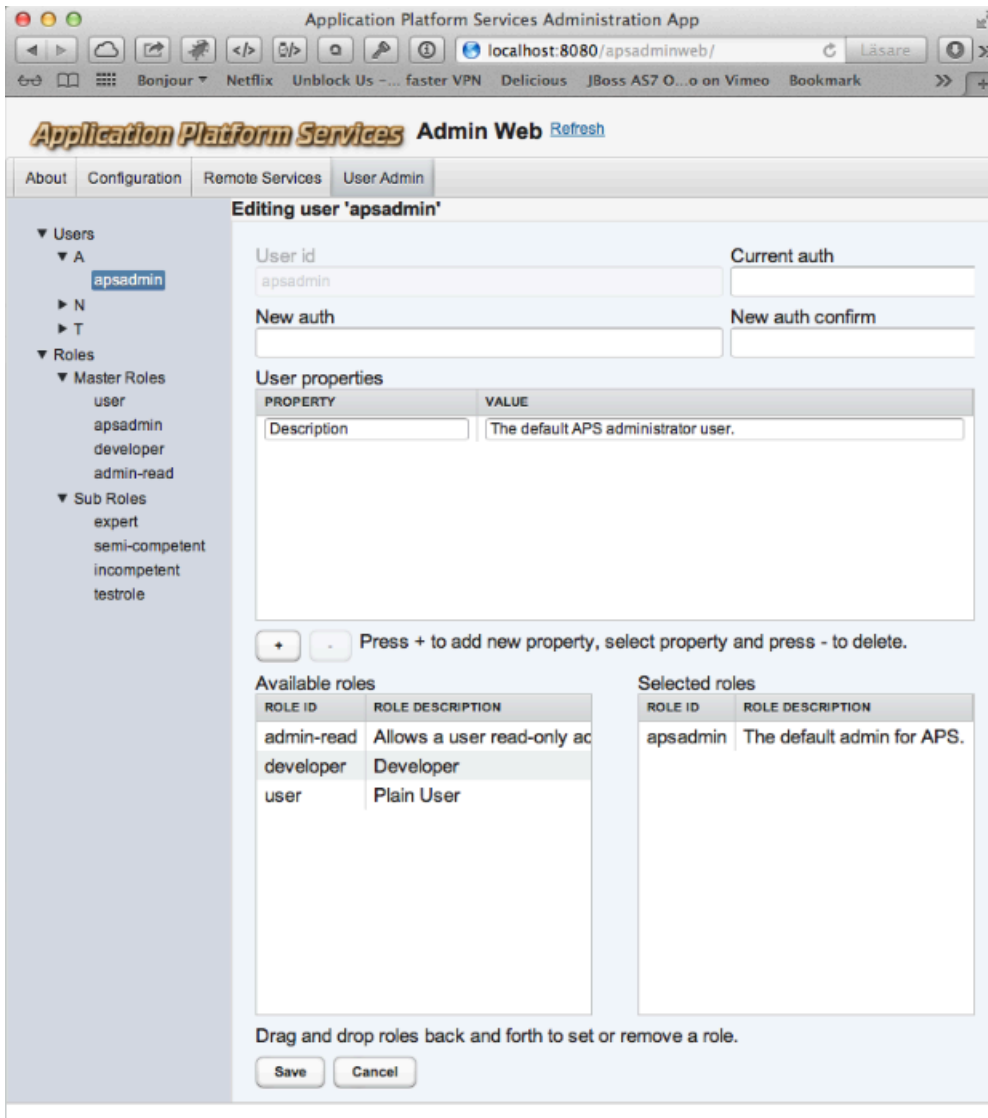 Application Platform Services Administration App
localhost:8080/apsadminweb/ Läsare
Bonjour Netflix Unblock Us –... faster VPN Delicious JBoss AS7 O...o on Vimeo Bookmark
Application Platform Services Admin Web Refresh
About Configuration Remote Services User Admin
Editing user 'apsadmin'
Users
A
apsadmin
N
T
Roles
Master Roles
user
apsadmin
developer
admin-read
Sub Roles
expert
semi-competent
incompetent
testrole
User id Current auth
apsadmin
New auth New auth confirm
User properties
PROPERTY VALUE
Description The default APS administrator user.
+ - Press + to add new property, select property and press - to delete.
Available roles Selected roles
ROLE ID ROLE DESCRIPTION ROLE ID ROLE DESCRIPTION
admin-read Allows a user read-only ac apsadmin The default admin for APS.
developer Developer
user Plain User
Drag and drop roles back and forth to set or remove a role.
Save Cancel